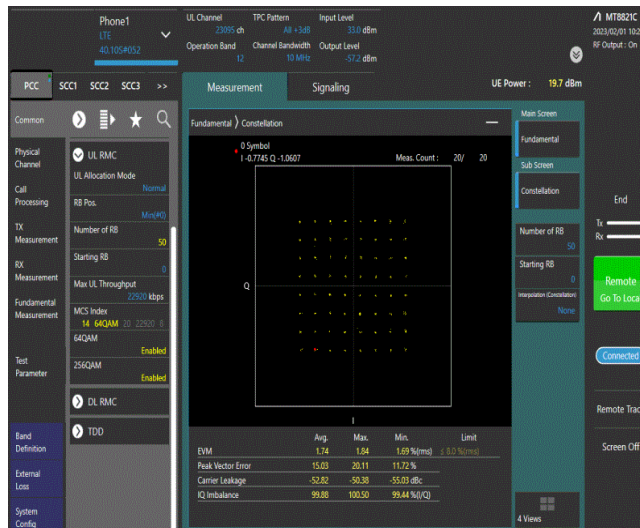 Phone1
LTE
40.105#052
UL Channel
23095 ch
TPC Pattern
All +3dB
Input Level
33.0 dBm
Operation Band
12
Channel Bandwidth
10 MHz
Output Level
-57.2 dBm
MT8821C
2023/02/01 10:2
RF Output : On
PCC SCC1 SCC2 SCC3 >>
Measurement
Signaling
UE Power : 19.7 dBm
Common
Physical
Channel
Call
Processing
TX
Measurement
RX
Measurement
Fundamental
Measurement
Test
Parameter
Band
Definition
External
Loss
System
Config
UL RMC
UL Allocation Mode
Normal
RB Pos.
Min(#0)
Number of RB
50
Starting RB
0
Max UL Throughput
22920 kbps
MCS Index
14 64QAM 20 22920 8
64QAM
Enabled
256QAM
Enabled
DL RMC
TDD
Fundamental ) Constellation
0 Symbol
I -0.7745 Q -1.0607
Meas. Count : 20/ 20
Q
I
Avg. Max. Min. Limit
EVM 1.74 1.84 1.69 %(rms) ≤ 8.0 %(rms)
Peak Vector Error 15.03 20.11 11.72 %
Carrier Leakage -52.82 -50.38 -55.03 dBc
IQ Imbalance 99.88 100.50 99.44 %(I/Q)
Main Screen
Fundamental
Sub Screen
Constellation
Number of RB
50
Starting RB
0
Interpolation (Constellation)
None
4 Views
End
Tx
Rx
Remote
Go To Loca
Connected
Remote Trac
Screen Off